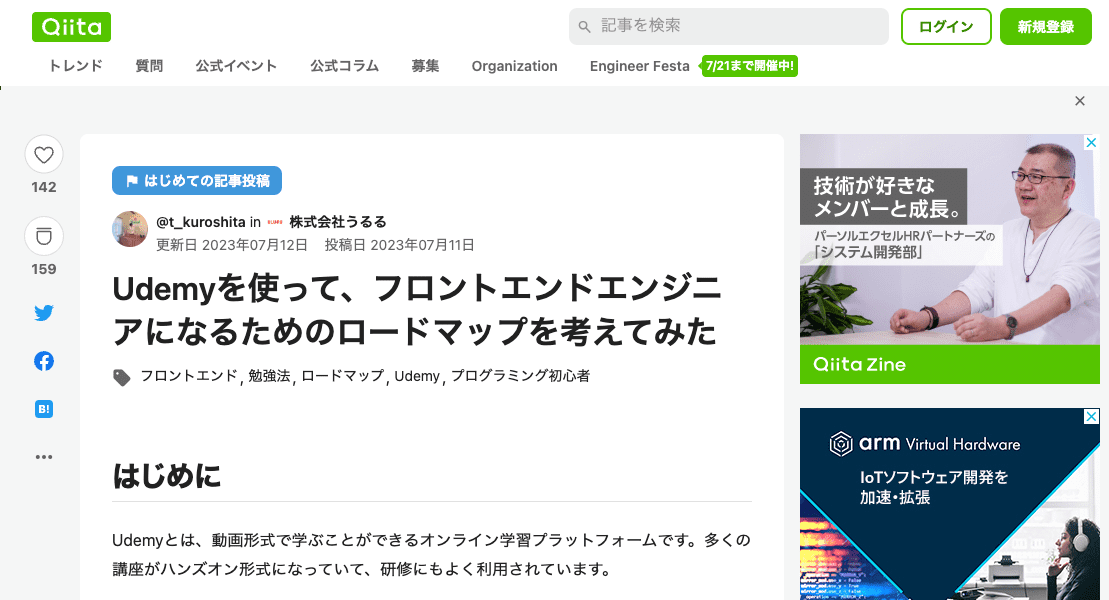 Qiita
記事を検索
ログイン
新規登録
トレンド
質問
公式イベント
公式コラム
募集
Organization
Engineer Festa
7/21まで開催中!
142
159
B!
はじめての記事投稿
@t_kuroshita in 株式会社うるる
更新日 2023年07月12日 投稿日 2023年07月11日
Udemyを使って、フロントエンドエンジニ
アになるためのロードマップを考えてみた
フロントエンド, 勉強法, ロードマップ, Udemy, プログラミング初心者
はじめに
Udemyとは、動画形式で学ぶことができるオンライン学習プラットフォームです。多くの
講座がハンズオン形式になっていて、研修にもよく利用されています。
技術が好きな
メンバーと成長。
パーソルエクセルHRパートナーズの
「システム開発部」
Qiita Zine
arm Virtual Hardware
IoTソフトウェア開発を
加速・拡張